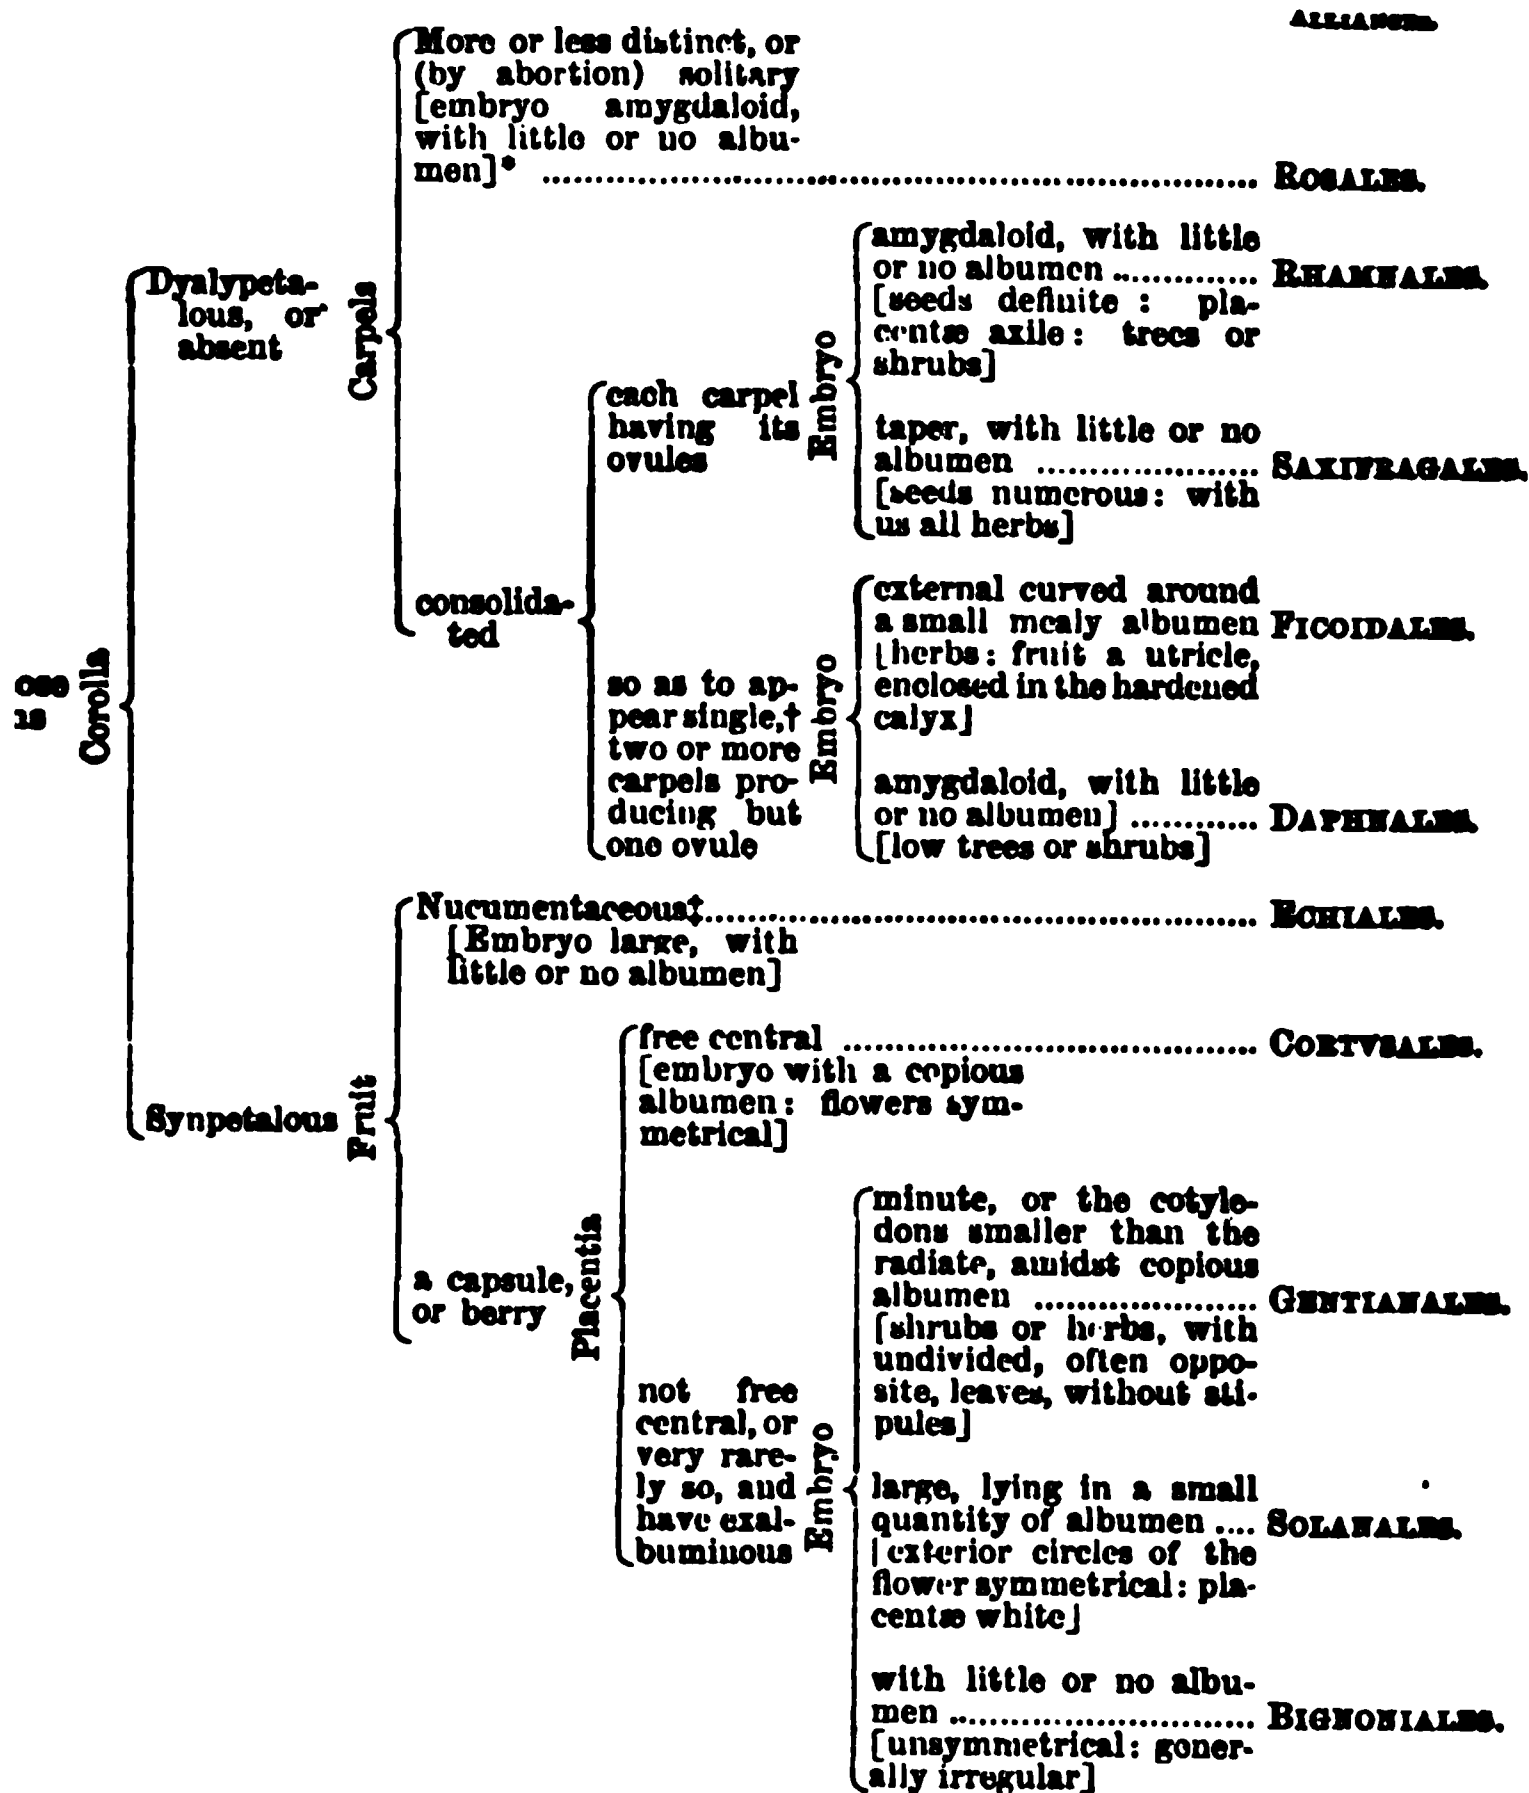 ALLIANCES.
More or less distinct, or
(by abortion) solitary
[embryo amygdaloid,
with little or no albu-
men]* ........ ROSALES.
Dyalypeta-
lous, or
absent
Carpels
amygdaloid, with little
or no albumen ........ RHAMNALES.
[seeds definite : pla-
centæ axile : trees or
shrubs]
Embryo
each carpel
having its
ovules
taper, with little or no
albumen ........ SAXIFRAGALES.
[seeds numerous : with
us all herbs]
consolida-
ted
external curved around
a small mealy albumen FICOIDALES.
[herbs : fruit a utricle,
enclosed in the hardened
calyx]
Embryo
so as to ap-
pear single,†
two or more
carpels pro-
ducing but
one ovule
amygdaloid, with little
or no albumen] ........ DAPHNALES.
[low trees or shrubs]
ose
ns
Corolla
Nucumentaceous‡ ........ ECHIALES.
[Embryo large, with
little or no albumen]
Synpetalous
Fruit
free central ........ CORTVSALES.
[embryo with a copious
albumen : flowers sym-
metrical]
a capsule,
or berry
Placentia
minute, or the cotyle-
dons smaller than the
radiate, amidst copious
albumen ........ GENTIANALES.
[shrubs or herbs, with
undivided, often oppo-
site, leaves, without sti-
pules]
not free
central, or
very rare-
ly so, and
have exal-
buminous
Embryo
large, lying in a small
quantity of albumen .... SOLANALES.
[exterior circles of the
flower symmetrical : pla-
centæ white]
with little or no albu-
men ........ BIGNONIALES.
[unsymmetrical : gener-
ally irregular]